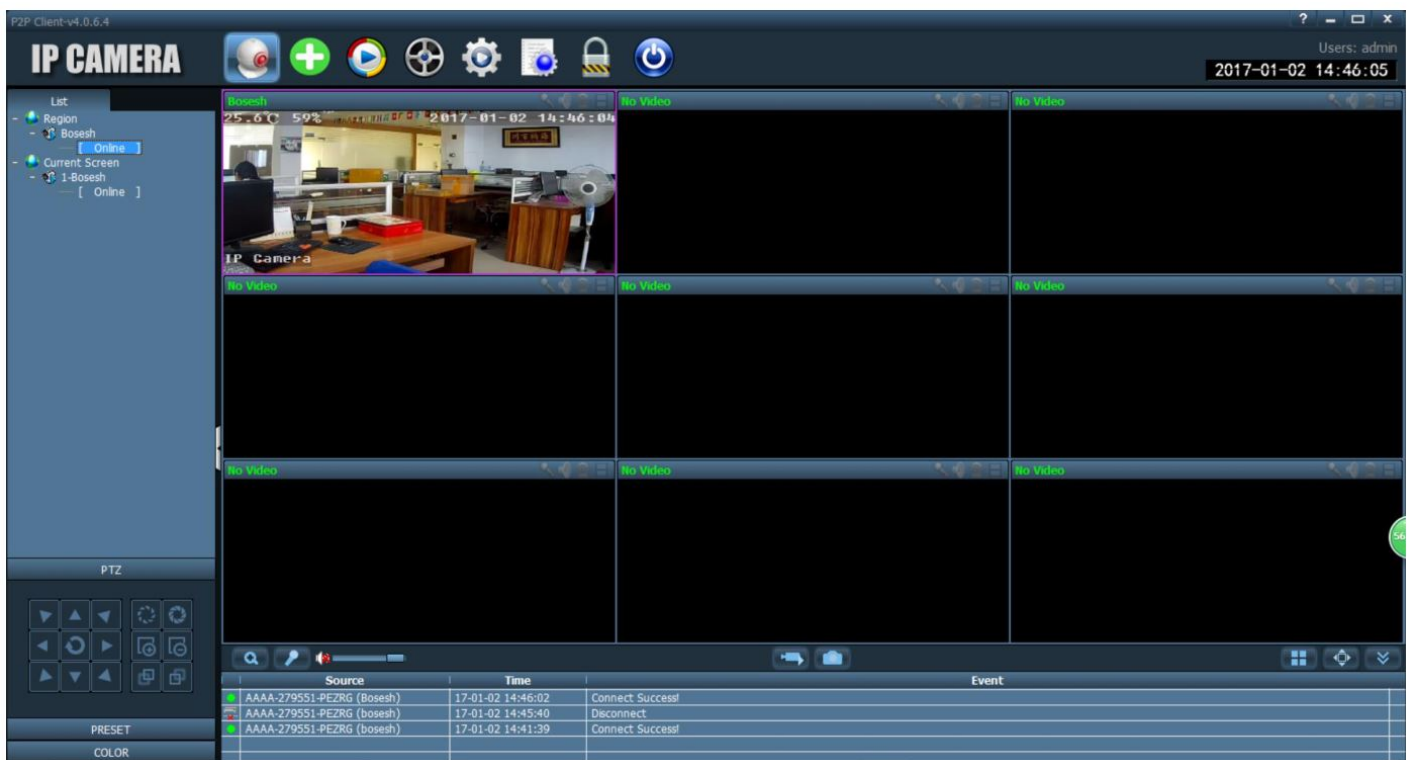 P2P Client-v4.0.6.4
?
IP CAMERA
Users: admin
2017-01-02 14:46:05
List
Region
Bosesh
[ Online ]
Current Screen
1-Bosesh
[ Online ]
Bosesh
No Video
No Video
25.6℃ 59% 2017-01-02 14:46:04
IP Camera
No Video
No Video
No Video
No Video
No Video
No Video
56
PTZ
PRESET
COLOR
Source Time Event
AAAA-279551-PEZRG (Bosesh) 17-01-02 14:46:02 Connect Success!
AAAA-279551-PEZRG (bosesh) 17-01-02 14:45:40 Disconnect
AAAA-279551-PEZRG (bosesh) 17-01-02 14:41:39 Connect Success!